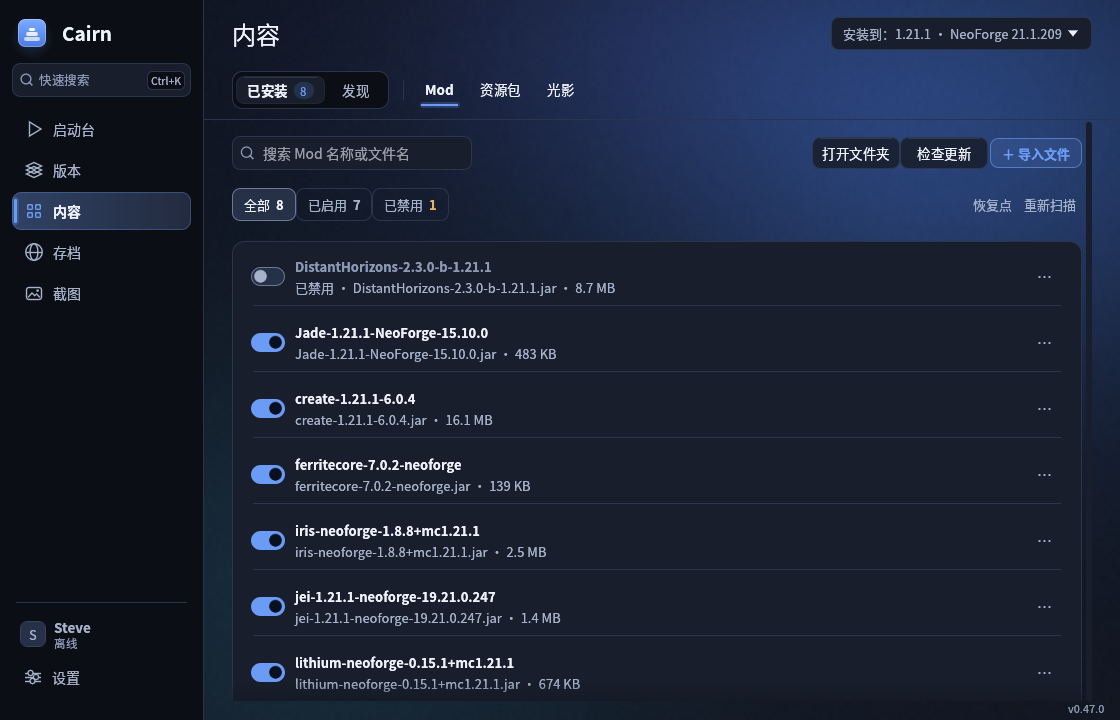 Cairn
快速搜索 Ctrl+K
启动台
版本
内容
存档
截图
S Steve
离线
设置
内容
安装到：1.21.1 • NeoForge 21.1.209
已安装 8 发现 Mod 资源包 光影
搜索 Mod 名称或文件名
打开文件夹 检查更新 + 导入文件
全部 8 已启用 7 已禁用 1
恢复点 重新扫描
DistantHorizons-2.3.0-b-1.21.1
已禁用 • DistantHorizons-2.3.0-b-1.21.1.jar • 8.7 MB
Jade-1.21.1-NeoForge-15.10.0
Jade-1.21.1-NeoForge-15.10.0.jar • 483 KB
create-1.21.1-6.0.4
create-1.21.1-6.0.4.jar • 16.1 MB
ferritecore-7.0.2-neoforge
ferritecore-7.0.2-neoforge.jar • 139 KB
iris-neoforge-1.8.8+mc1.21.1
iris-neoforge-1.8.8+mc1.21.1.jar • 2.5 MB
jei-1.21.1-neoforge-19.21.0.247
jei-1.21.1-neoforge-19.21.0.247.jar • 1.4 MB
lithium-neoforge-0.15.1+mc1.21.1
lithium-neoforge-0.15.1+mc1.21.1.jar • 674 KB
v0.47.0